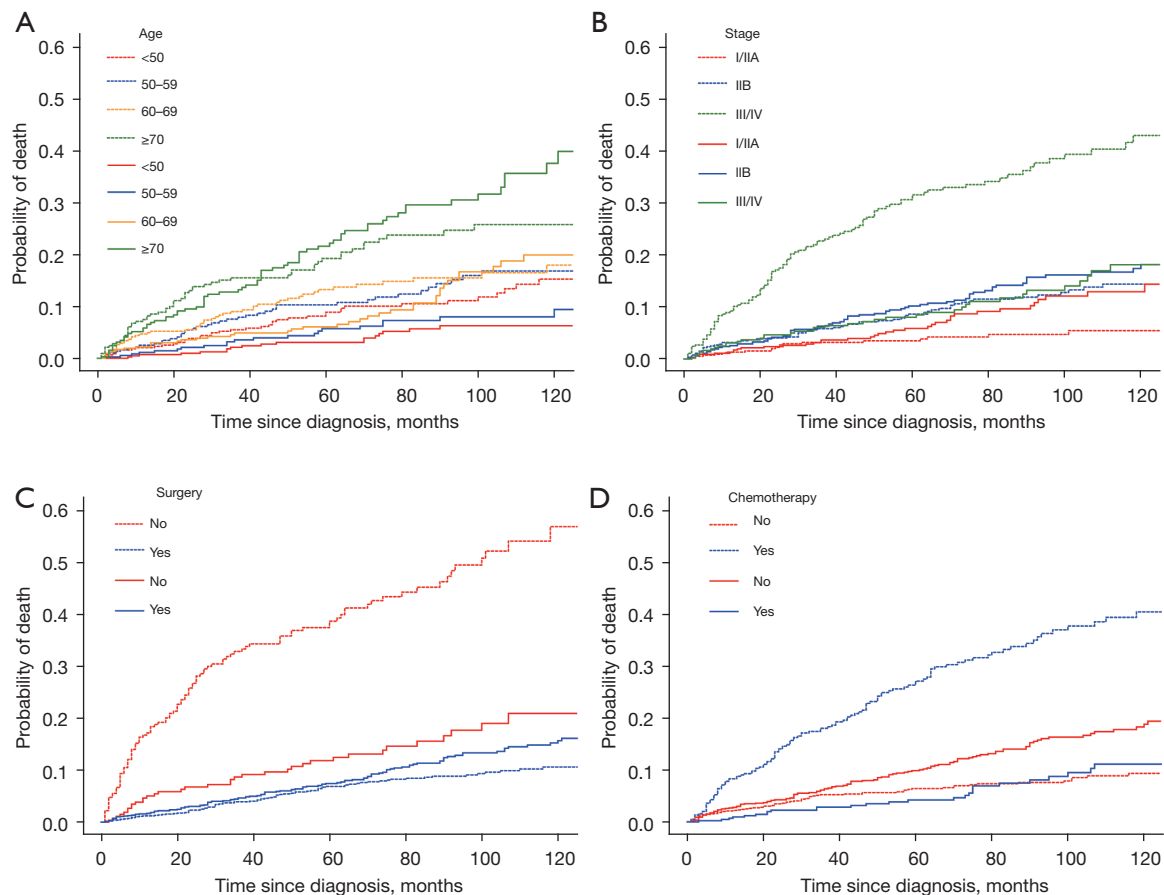 A
Age
<50
50–59
60–69
≥70
<50
50–59
60–69
≥70
Probability of death
0.6
0.5
0.4
0.3
0.2
0.1
0.0
0 20 40 60 80 100 120
Time since diagnosis, months
B
Stage
I/IIA
IIB
III/IV
I/IIA
IIB
III/IV
Probability of death
0.6
0.5
0.4
0.3
0.2
0.1
0.0
0 20 40 60 80 100 120
Time since diagnosis, months
C
Surgery
No
Yes
No
Yes
Probability of death
0.6
0.5
0.4
0.3
0.2
0.1
0.0
0 20 40 60 80 100 120
Time since diagnosis, months
D
Chemotherapy
No
Yes
No
Yes
Probability of death
0.6
0.5
0.4
0.3
0.2
0.1
0.0
0 20 40 60 80 100 120
Time since diagnosis, months